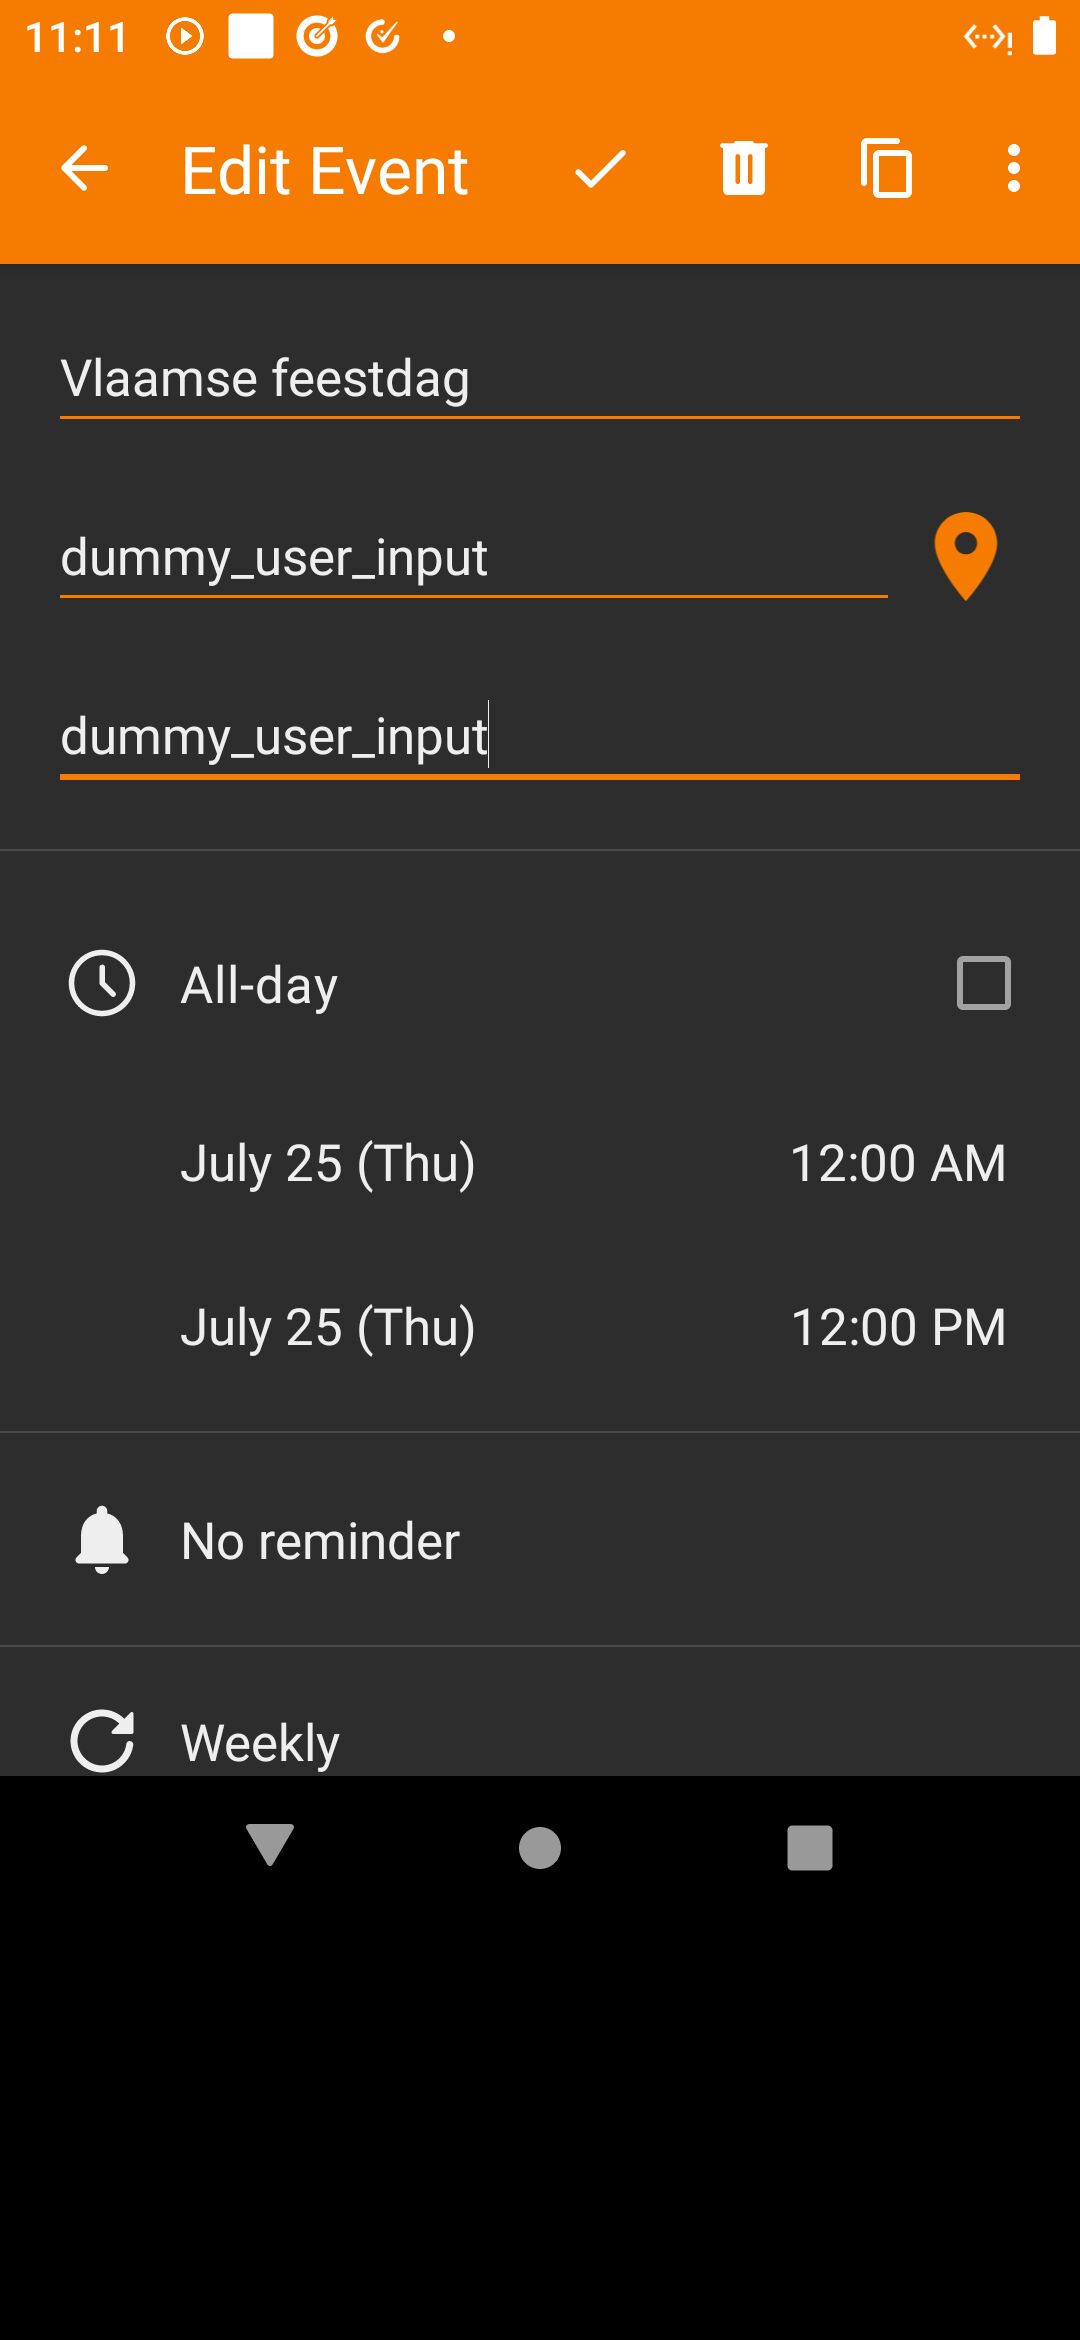 11:11
Edit Event
Vlaamse feestdag
dummy_user_input
dummy_user_input
All-day
July 25 (Thu) 12:00 AM
July 25 (Thu) 12:00 PM
No reminder
Weekly